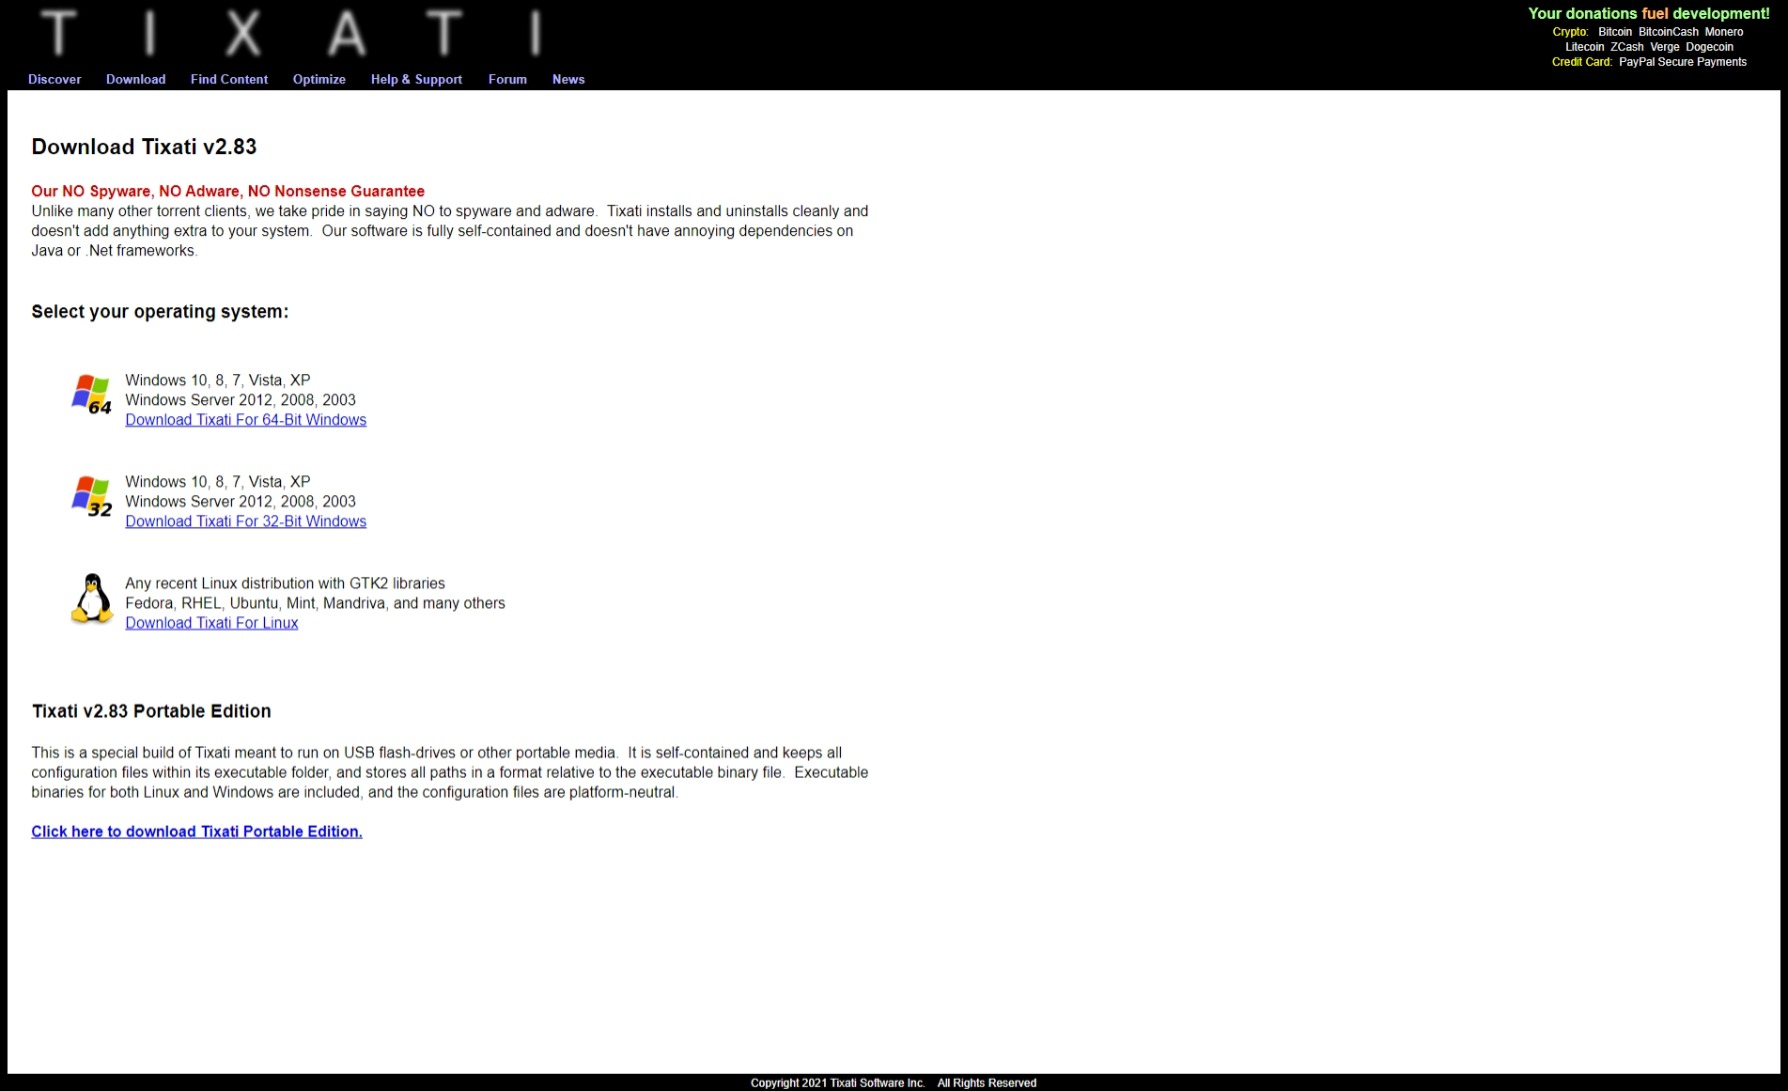 T I X A T I
Your donations fuel development!
Crypto: Bitcoin BitcoinCash Monero
Litecoin ZCash Verge Dogecoin
Credit Card: PayPal Secure Payments
Discover Download Find Content Optimize Help & Support Forum News
Download Tixati v2.83
Our NO Spyware, NO Adware, NO Nonsense Guarantee
Unlike many other torrent clients, we take pride in saying NO to spyware and adware. Tixati installs and uninstalls cleanly and
doesn't add anything extra to your system. Our software is fully self-contained and doesn't have annoying dependencies on
Java or .Net frameworks.
Select your operating system:
Windows 10, 8, 7, Vista, XP
64 Windows Server 2012, 2008, 2003
Download Tixati For 64-Bit Windows
Windows 10, 8, 7, Vista, XP
32 Windows Server 2012, 2008, 2003
Download Tixati For 32-Bit Windows
Any recent Linux distribution with GTK2 libraries
Fedora, RHEL, Ubuntu, Mint, Mandriva, and many others
Download Tixati For Linux
Tixati v2.83 Portable Edition
This is a special build of Tixati meant to run on USB flash-drives or other portable media. It is self-contained and keeps all
configuration files within its executable folder, and stores all paths in a format relative to the executable binary file. Executable
binaries for both Linux and Windows are included, and the configuration files are platform-neutral.
Click here to download Tixati Portable Edition.
Copyright 2021 Tixati Software Inc. All Rights Reserved